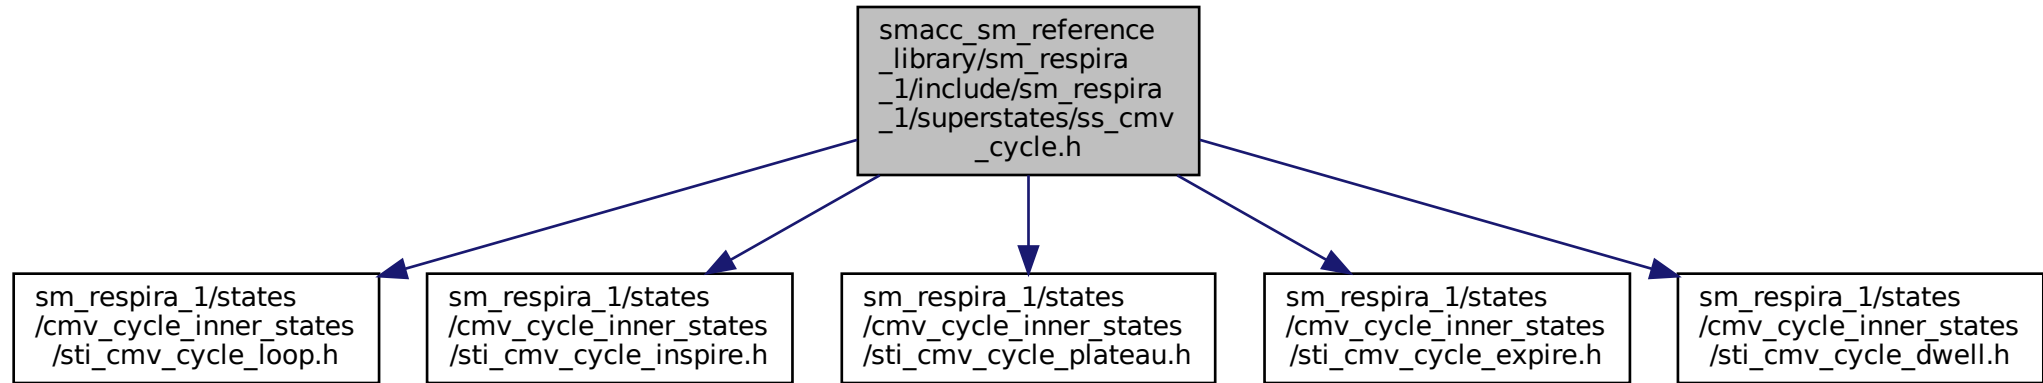 smacc_sm_reference
_library/sm_respira
_1/include/sm_respira
_1/superstates/ss_cmv
_cycle.h
sm_respira_1/states
/cmv_cycle_inner_states
/sti_cmv_cycle_loop.h
sm_respira_1/states
/cmv_cycle_inner_states
/sti_cmv_cycle_inspire.h
sm_respira_1/states
/cmv_cycle_inner_states
/sti_cmv_cycle_plateau.h
sm_respira_1/states
/cmv_cycle_inner_states
/sti_cmv_cycle_expire.h
sm_respira_1/states
/cmv_cycle_inner_states
/sti_cmv_cycle_dwell.h